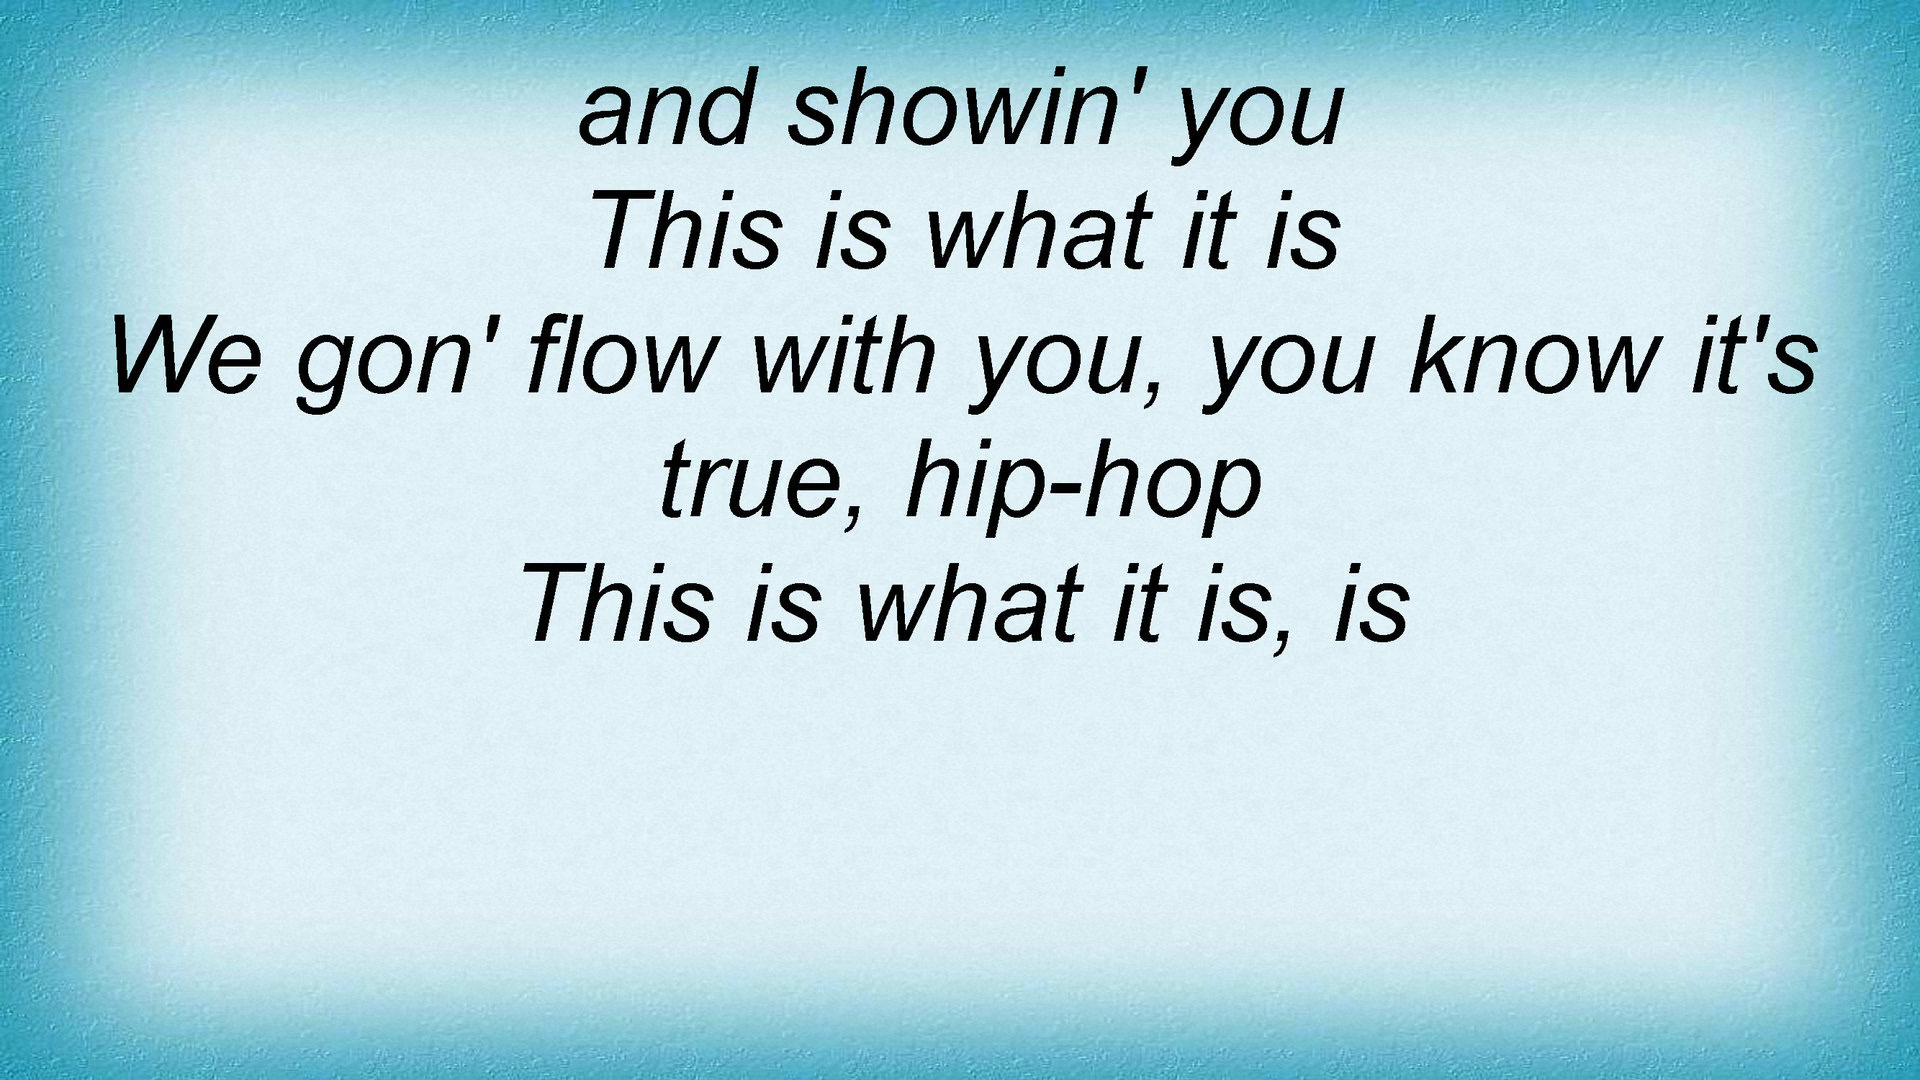 and showin' you
This is what it is
We gon' flow with you, you know it's
true, hip-hop
This is what it is, is